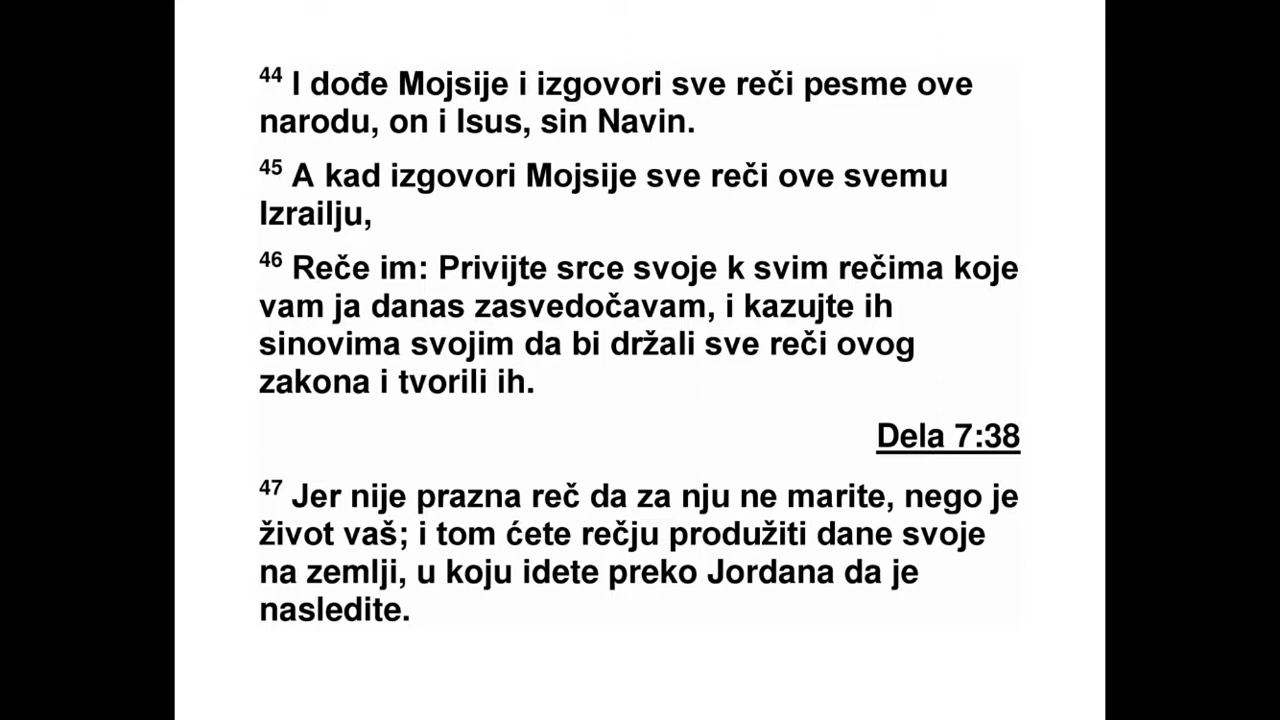 44 I dođe Mojsije i izgovori sve reči pesme ove
narodu, on i Isus, sin Navin.
45 A kad izgovori Mojsije sve reči ove svemu
Izrailju,
46 Reče im: Privijte srce svoje k svim rečima koje
vam ja danas zasvedočavam, i kazujte ih
sinovima svojim da bi držali sve reči ovog
zakona i tvorili ih.
Dela 7:38
47 Jer nije prazna reč da za nju ne marite, nego je
život vaš; i tom ćete rečju produžiti dane svoje
na zemlji, u koju idete preko Jordana da je
nasledite.